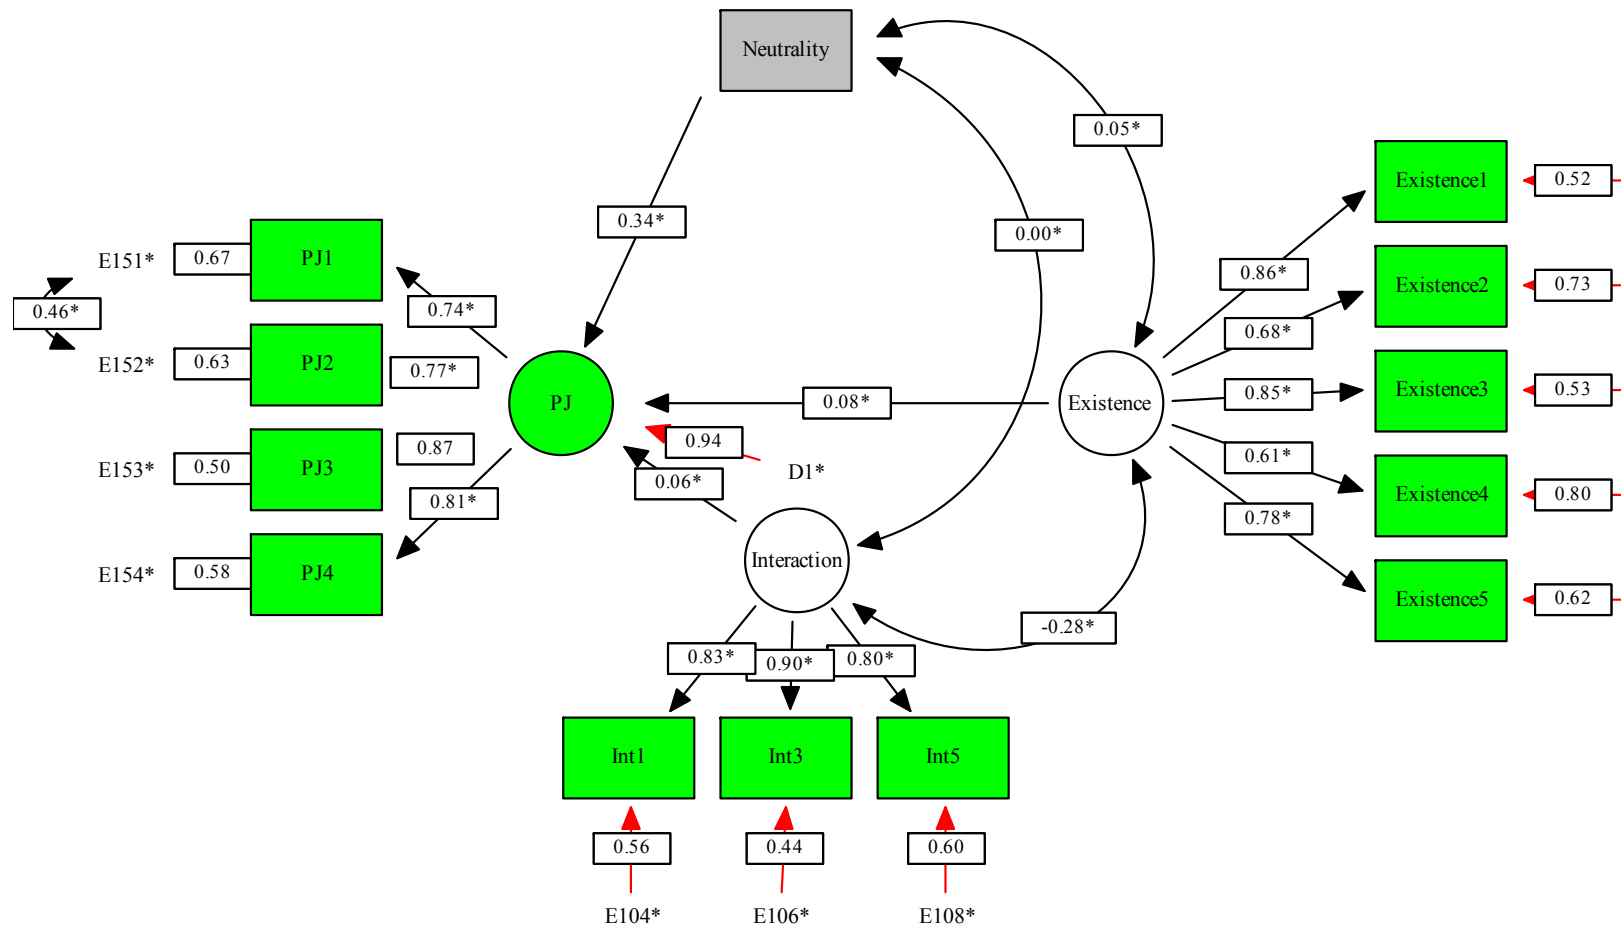 Neutrality
0.05*
0.34*
0.00*
Existence1
0.52
E151*
0.67
PJ1
0.86*
Existence2
0.73
0.46*
0.74*
0.68*
E152*
0.63
PJ2
0.77*
PJ
0.08*
Existence
0.85*
Existence3
0.53
E153*
0.50
PJ3
0.87
0.94
0.61*
D1*
0.06*
Existence4
0.80
0.81*
0.78*
E154*
0.58
PJ4
Interaction
Existence5
0.62
-0.28*
0.83*
0.90*
0.80*
Int1
Int3
Int5
0.56
0.44
0.60
E104*
E106*
E108*